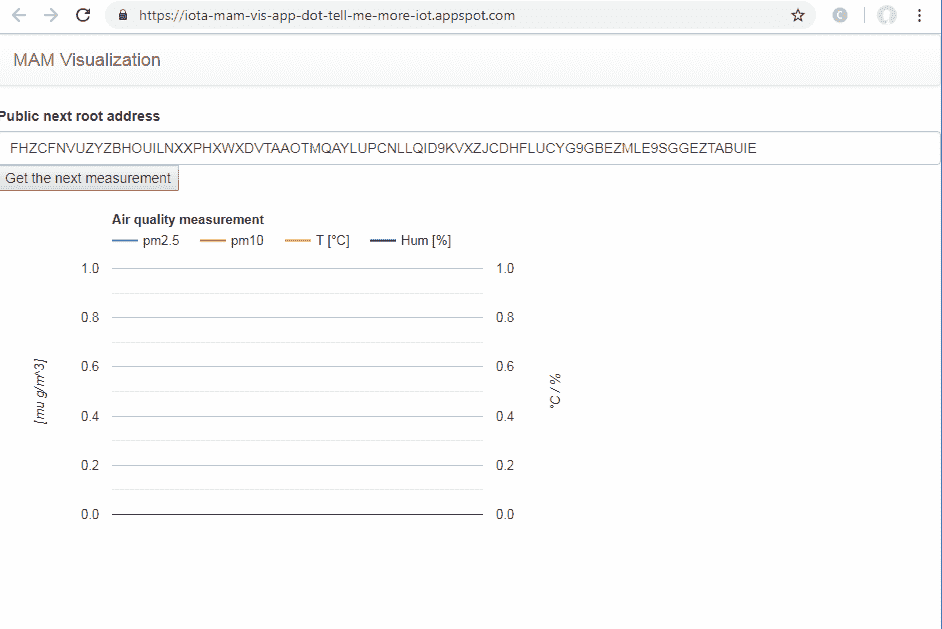 https://iota-mam-vis-app-dot-tell-me-more-iot.appspot.com
C
MAM Visualization
Public next root address
FHZCFNVUZYZBHOUILNXXPHXWXDVTAAOTMQAYLUPCNLLQID9KVXZJCDHFLUCYG9GBEZMLE9SGGEZTABUIE
Get the next measurement
Air quality measurement
pm2.5 pm10 T [°C] Hum [%]
1.0 1.0
0.8 0.8
0.6 0.6
[mu g/m^3] °C / %
0.4 0.4
0.2 0.2
0.0 0.0